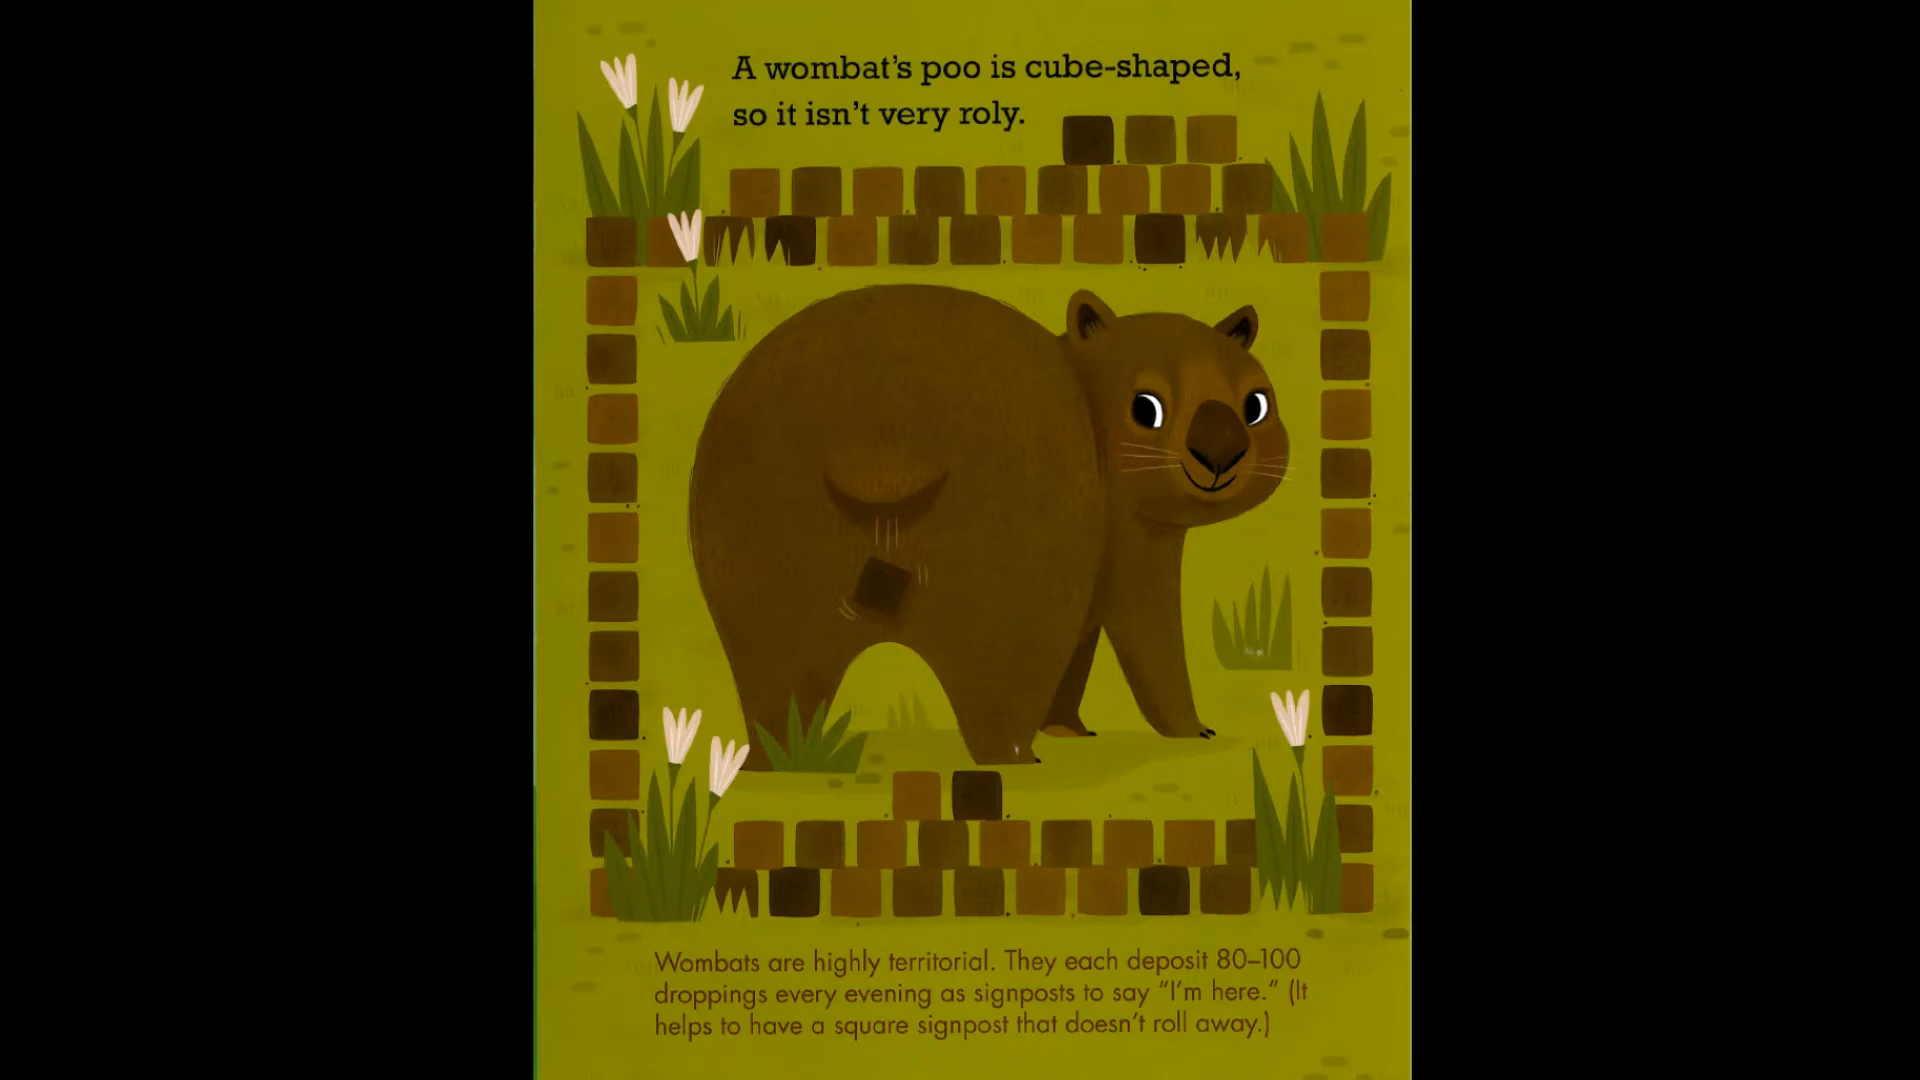 A wombat's poo is cube-shaped,
so it isn't very roly.
Wombats are highly territorial. They each deposit 80–100
droppings every evening as signposts to say “I'm here.” (It
helps to have a square signpost that doesn't roll away.)